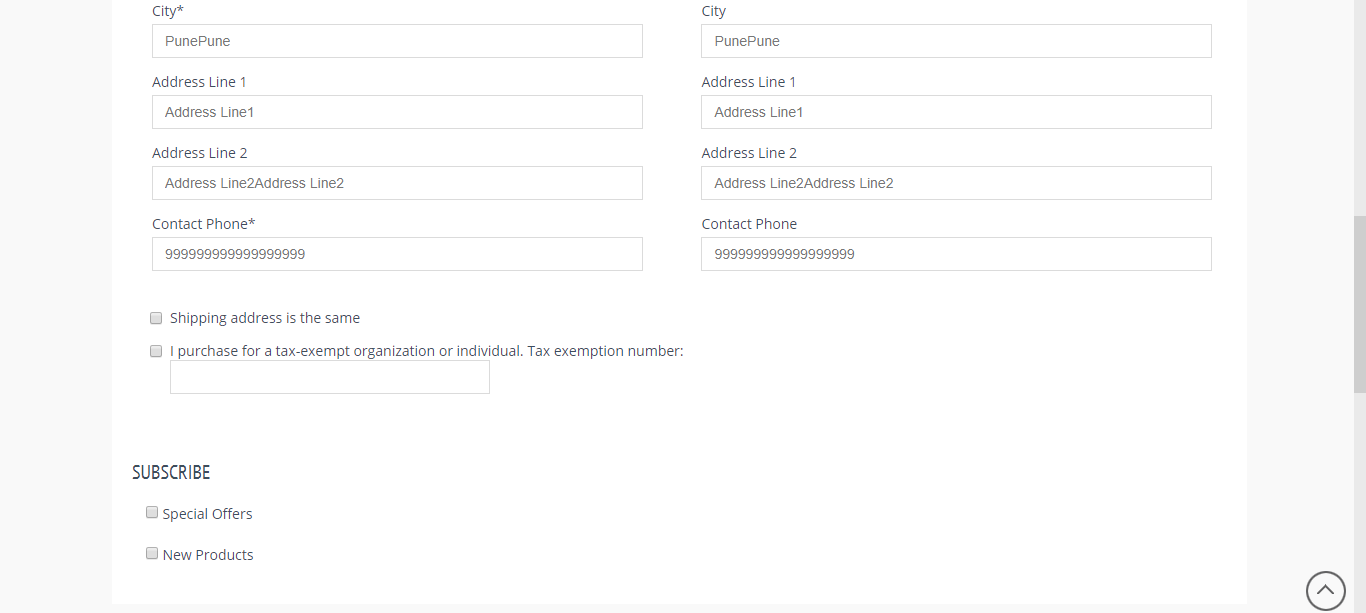 City* City
PunePune PunePune
Address Line 1 Address Line 1
Address Line1 Address Line1
Address Line 2 Address Line 2
Address Line2Address Line2 Address Line2Address Line2
Contact Phone* Contact Phone
999999999999999999 999999999999999999
Shipping address is the same
I purchase for a tax-exempt organization or individual. Tax exemption number:
SUBSCRIBE
Special Offers
New Products